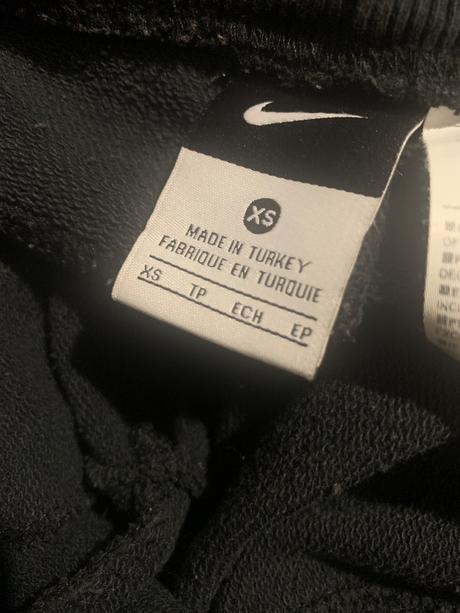 XS
MADE IN TURKEY
FABRIQUE EN TURQUIE
XS TP ECH EP